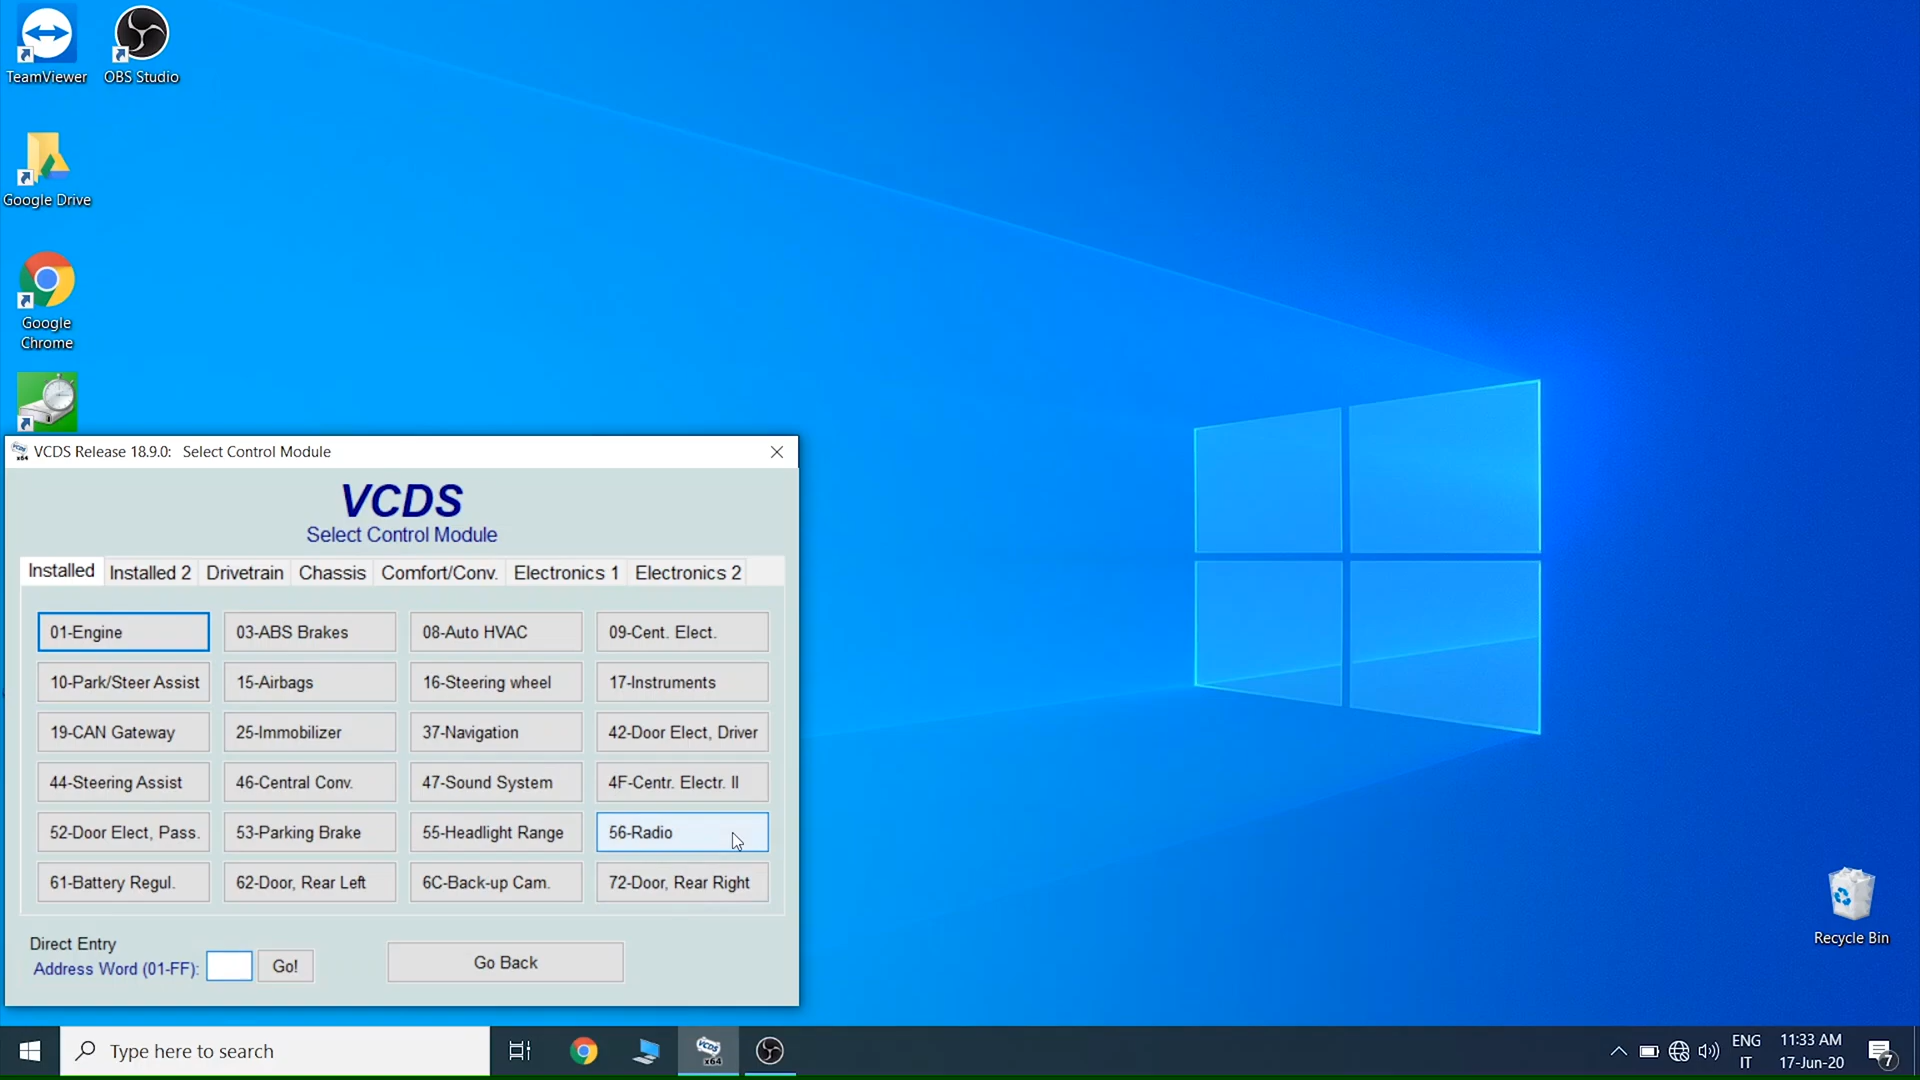 TeamViewer
OBS Studio
Google Drive
Google
Chrome
VCDS Release 18.9.0: Select Control Module
VCDS
Select Control Module
Installed
Installed 2
Drivetrain
Chassis
Comfort/Conv.
Electronics 1
Electronics 2
01-Engine
03-ABS Brakes
08-Auto HVAC
09-Cent. Elect.
10-Park/Steer Assist
15-Airbags
16-Steering wheel
17-Instruments
19-CAN Gateway
25-Immobilizer
37-Navigation
42-Door Elect, Driver
44-Steering Assist
46-Central Conv.
47-Sound System
4F-Centr. Electr. II
52-Door Elect, Pass.
53-Parking Brake
55-Headlight Range
56-Radio
61-Battery Regul.
62-Door, Rear Left
6C-Back-up Cam.
72-Door, Rear Right
Direct Entry
Address Word (01-FF):
Go!
Go Back
Recycle Bin
Type here to search
VCDS
x64
ENG
IT
11:33 AM
17-Jun-20
7